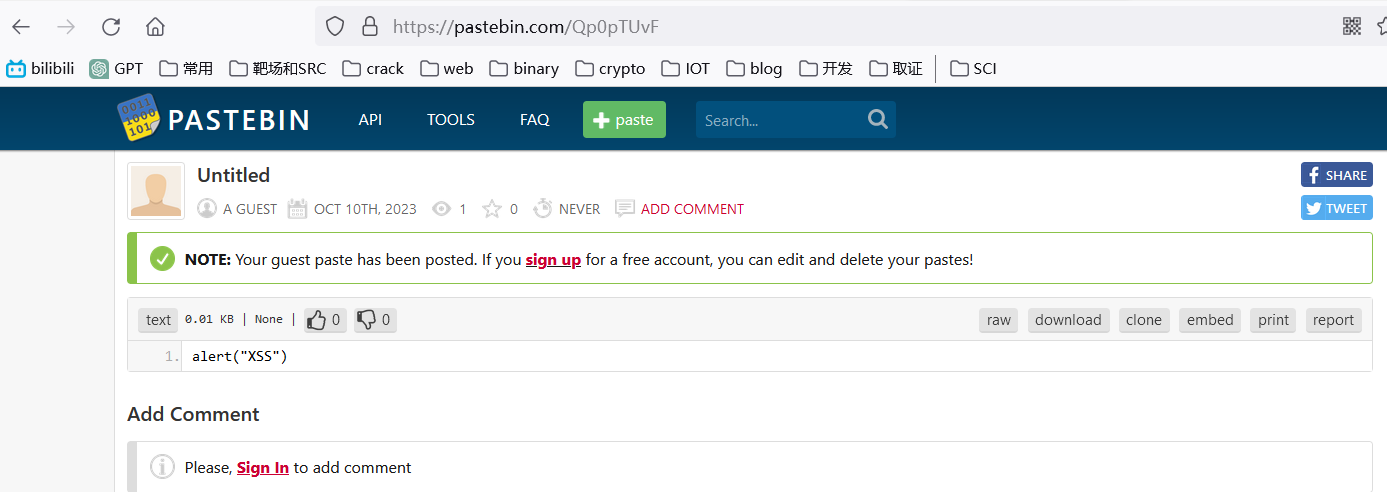 https://pastebin.com/Qp0pTUvF
bilibili GPT 常用 靶场和SRC crack web binary crypto IOT blog 开发 取证 SCI
0011 1000 101 PASTEBIN API TOOLS FAQ paste Search...
Untitled
SHARE
A GUEST OCT 10TH, 2023 1 0 NEVER ADD COMMENT
TWEET
NOTE: Your guest paste has been posted. If you sign up for a free account, you can edit and delete your pastes!
text 0.01 KB | None | 0 0 raw download clone embed print report
1. alert("XSS")
Add Comment
Please, Sign In to add comment